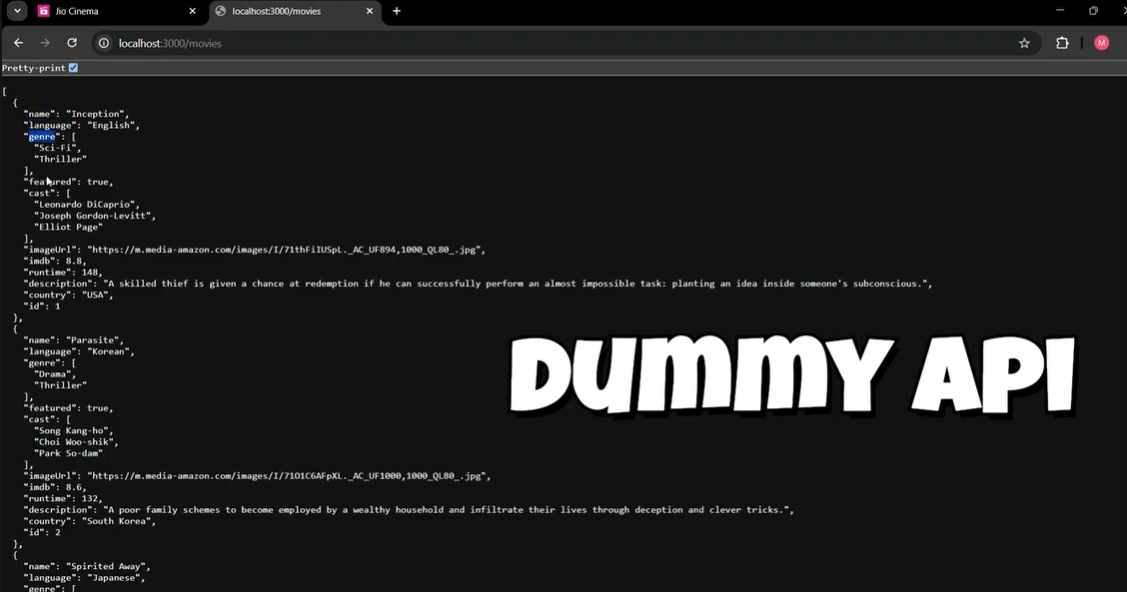 Jio Cinema
localhost:3000/movies
localhost:3000/movies
M
Pretty-print
[
{
"name": "Inception",
"language": "English",
"genre": [
"Sci-Fi",
"Thriller"
],
"featured": true,
"cast": [
"Leonardo DiCaprio",
"Joseph Gordon-Levitt",
"Elliot Page"
],
"imageUrl": "https://m.media-amazon.com/images/I/71thFiIUSpL._AC_UF894,1000_QL80_.jpg",
"imdb": 8.8,
"runtime": 148,
"description": "A skilled thief is given a chance at redemption if he can successfully perform an almost impossible task: planting an idea inside someone's subconscious.",
"country": "USA",
"id": 1
},
{
"name": "Parasite",
"language": "Korean",
"genre": [
"Drama",
"Thriller"
],
"featured": true,
"cast": [
"Song Kang-ho",
"Choi Woo-shik",
"Park So-dam"
],
"imageUrl": "https://m.media-amazon.com/images/I/71O1C6AFpXL._AC_UF1000,1000_QL80_.jpg",
"imdb": 8.6,
"runtime": 132,
"description": "A poor family schemes to become employed by a wealthy household and infiltrate their lives through deception and clever tricks.",
"country": "South Korea",
"id": 2
},
{
"name": "Spirited Away",
"language": "Japanese",
"genre": [
DUMMY API